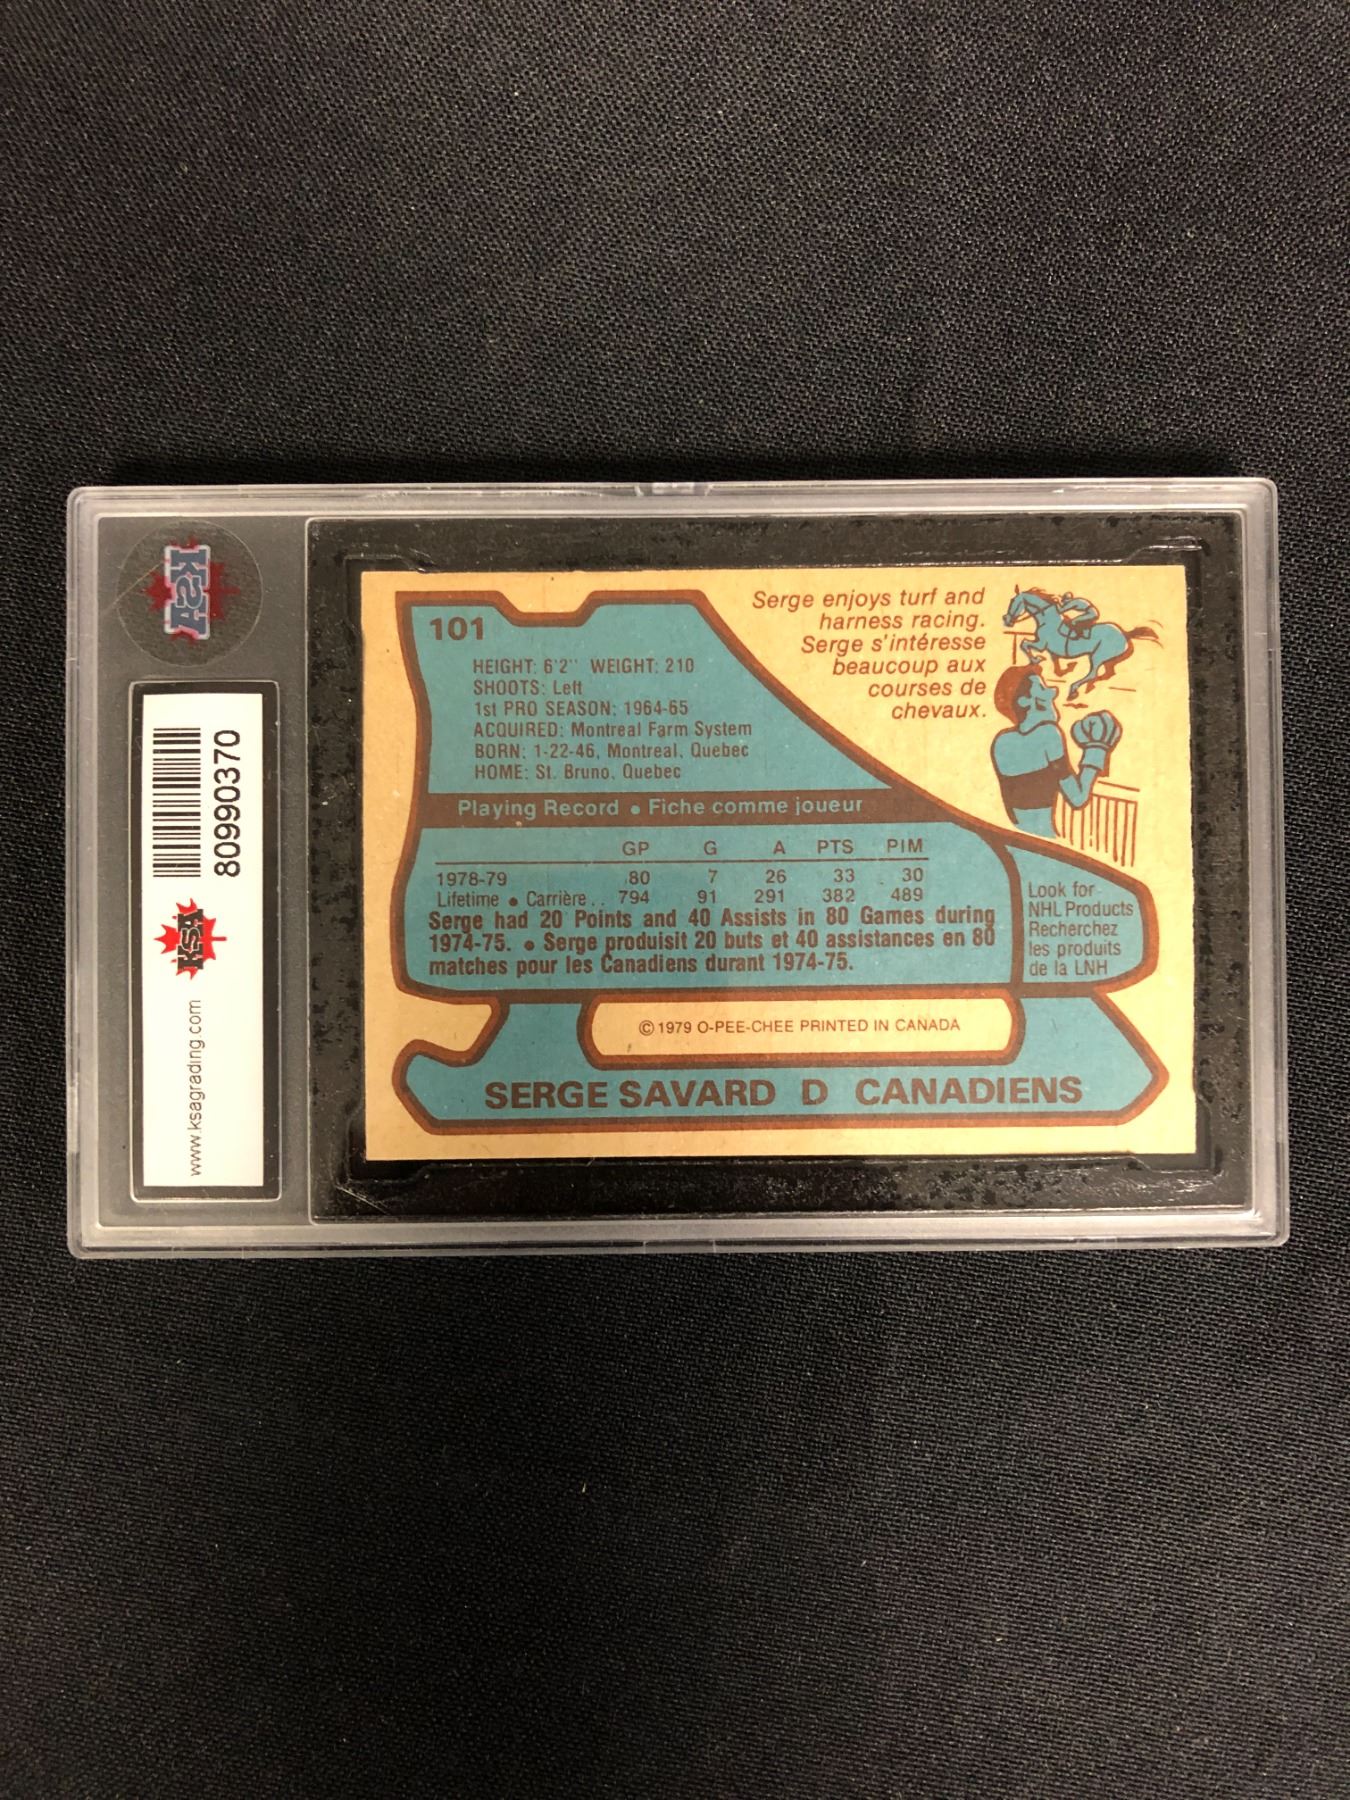 KSA
80990370
KSA
www.ksagrading.com
101
HEIGHT: 6'2" WEIGHT: 210
SHOOTS: Left
1st PRO SEASON: 1964-65
ACQUIRED: Montreal Farm System
BORN: 1-22-46, Montreal, Quebec
HOME: St. Bruno, Quebec
Serge enjoys turf and
harness racing.
Serge s'intéresse
beaucoup aux
courses de
chevaux.
Playing Record • Fiche comme joueur
GP G A PTS PIM
1978-79 80 7 26 33 30
Lifetime • Carrière.. 794 91 291 382 489
Serge had 20 Points and 40 Assists in 80 Games during
1974-75. • Serge produisit 20 buts et 40 assistances en 80
matches pour les Canadiens durant 1974-75.
Look for
NHL Products
Recherchez
les produits
de la LNH
© 1979 O-PEE-CHEE PRINTED IN CANADA
SERGE SAVARD D CANADIENS